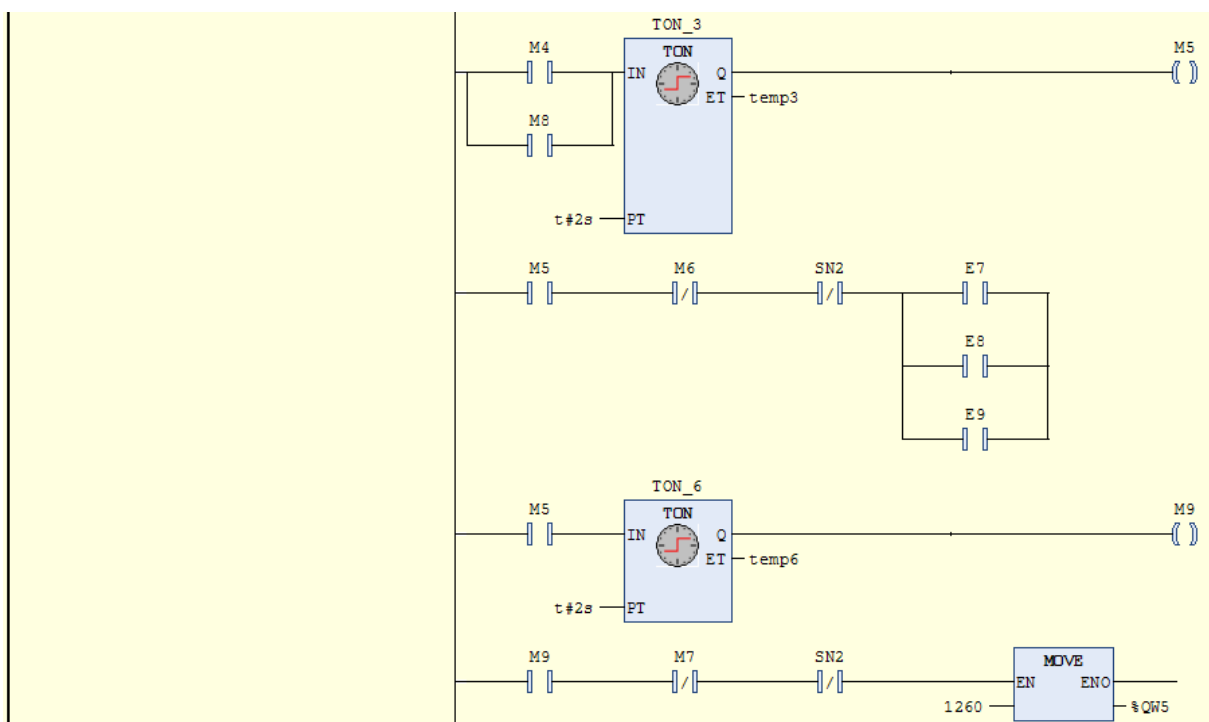 TON_3
M4 TON M5
IN Q
ET temp3
M8
t#2s PT
M5 M6 SN2 E7
E8
E9
TON_6
M5 TON M9
IN Q
ET temp6
t#2s PT
M9 M7 SN2 MOVE
EN ENO
1260 %QW5